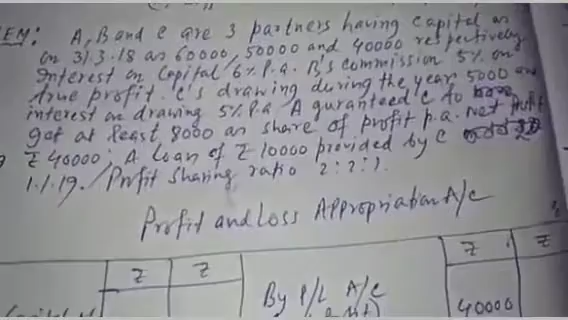 EM: A, B and C are 3 partners having capital as
on 31.3.18 as 60000, 50000 and 40000 respectively
Interest on Capital 6% P.a. B's commission 5% on
true profit. C's drawing during the year 5000 and
interest on drawing 5% P.a A guranteed C to
get at least 8000 as share of profit p.a. Net Profit
₹ 40000; A loan of ₹ 10000 provided by C
1.1.19. Profit sharing ratio 2:2:1.
Profit and Loss Appropriation A/c
₹ ₹ ₹ ₹
By P/L A/c
40000